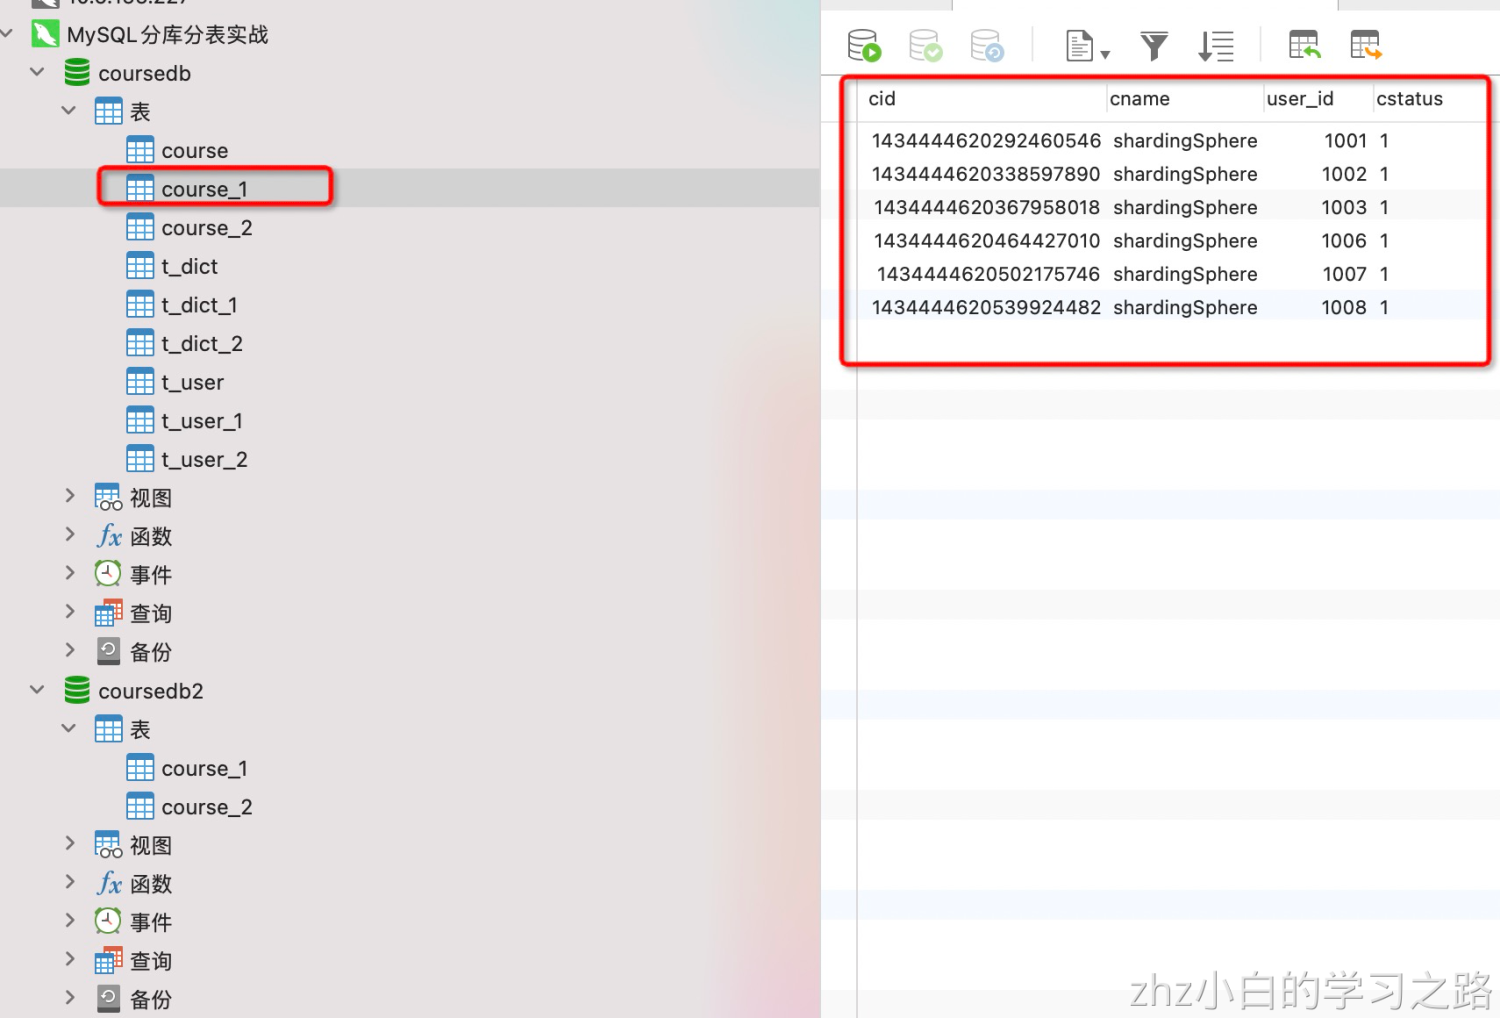 MySQL分库分表实战
coursedb
表
course
course_1
course_2
t_dict
t_dict_1
t_dict_2
t_user
t_user_1
t_user_2
视图
函数
事件
查询
备份
coursedb2
表
course_1
course_2
视图
函数
事件
查询
备份
cid cname user_id cstatus
1434444620292460546 shardingSphere 1001 1
1434444620338597890 shardingSphere 1002 1
1434444620367958018 shardingSphere 1003 1
1434444620464427010 shardingSphere 1006 1
1434444620502175746 shardingSphere 1007 1
1434444620539924482 shardingSphere 1008 1
zhz小白的学习之路